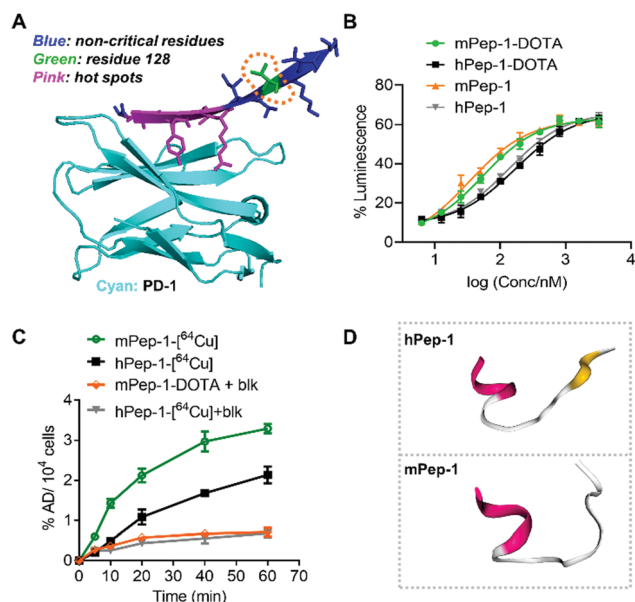 A
Blue: non-critical residues
Green: residue 128
Pink: hot spots
Cyan: PD-1
B
mPep-1-DOTA
hPep-1-DOTA
mPep-1
hPep-1
% Luminescence
80
60
40
20
0
1
2
3
4
log (Conc/nM)
C
mPep-1-[⁶⁴Cu]
hPep-1-[⁶⁴Cu]
mPep-1-DOTA + blk
hPep-1-[⁶⁴Cu]+blk
% AD/ 10⁴ cells
4
3
2
1
0
0 10 20 30 40 50 60 70
Time (min)
D
hPep-1
mPep-1